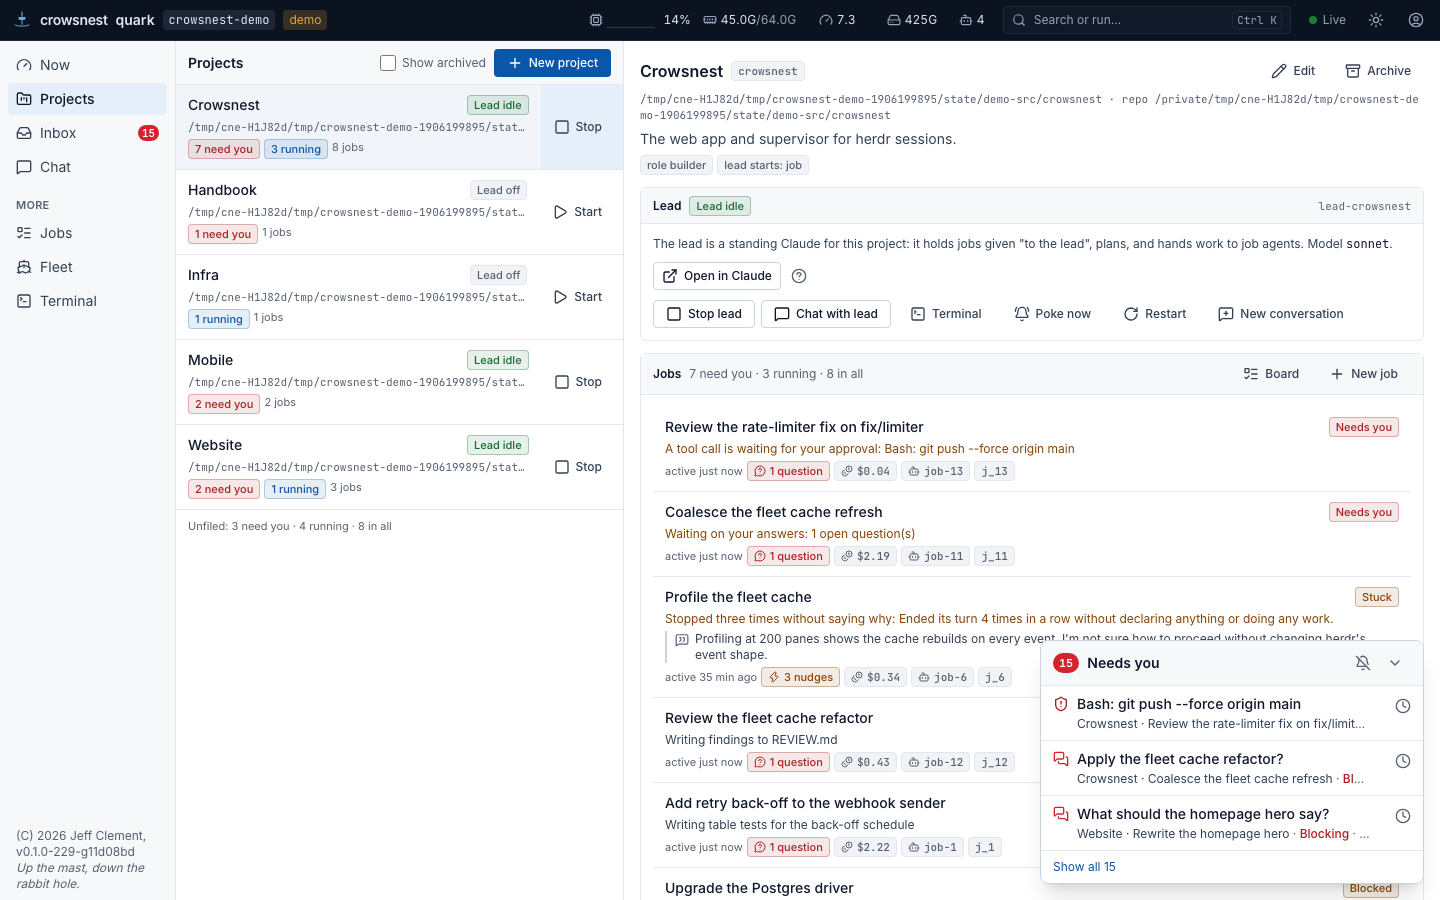 crowsnest quark crowsnest-demo demo 14% 45.0G/64.0G 7.3 425G 4 Search or run... Ctrl K Live
Now
Projects
Inbox 15
Chat
MORE
Jobs
Fleet
Terminal
(C) 2026 Jeff Clement,
v0.1.0-229-g11d08bd
Up the mast, down the
rabbit hole.
Projects Show archived New project
Crowsnest Lead idle
/tmp/cne-H1J82d/tmp/crowsnest-demo-1906199895/stat…
7 need you 3 running 8 jobs
Stop
Handbook Lead off
/tmp/cne-H1J82d/tmp/crowsnest-demo-1906199895/stat…
1 need you 1 jobs
Start
Infra Lead off
/tmp/cne-H1J82d/tmp/crowsnest-demo-1906199895/stat…
1 running 1 jobs
Start
Mobile Lead idle
/tmp/cne-H1J82d/tmp/crowsnest-demo-1906199895/stat…
2 need you 2 jobs
Stop
Website Lead idle
/tmp/cne-H1J82d/tmp/crowsnest-demo-1906199895/stat…
2 need you 1 running 3 jobs
Stop
Unfiled: 3 need you · 4 running · 8 in all
Crowsnest crowsnest Edit Archive
/tmp/cne-H1J82d/tmp/crowsnest-demo-1906199895/state/demo-src/crowsnest · repo /private/tmp/cne-H1J82d/tmp/crowsnest-de
mo-1906199895/state/demo-src/crowsnest
The web app and supervisor for herdr sessions.
role builder lead starts: job
Lead Lead idle lead-crowsnest
The lead is a standing Claude for this project: it holds jobs given "to the lead", plans, and hands work to job agents. Model sonnet.
Open in Claude
Stop lead Chat with lead Terminal Poke now Restart New conversation
Jobs 7 need you · 3 running · 8 in all Board New job
Review the rate-limiter fix on fix/limiter Needs you
A tool call is waiting for your approval: Bash: git push --force origin main
active just now 1 question $0.04 job-13 j_13
Coalesce the fleet cache refresh Needs you
Waiting on your answers: 1 open question(s)
active just now 1 question $2.19 job-11 j_11
Profile the fleet cache Stuck
Stopped three times without saying why: Ended its turn 4 times in a row without declaring anything or doing any work.
Profiling at 200 panes shows the cache rebuilds on every event. I'm not sure how to proceed without changing herdr's
event shape.
active 35 min ago 3 nudges $0.34 job-6 j_6
Review the fleet cache refactor
Writing findings to REVIEW.md
active just now 1 question $0.43 job-12 j_12
Add retry back-off to the webhook sender
Writing table tests for the back-off schedule
active just now 1 question $2.22 job-1 j_1
Upgrade the Postgres driver Blocked
15 Needs you
Bash: git push --force origin main
Crowsnest · Review the rate-limiter fix on fix/limit…
Apply the fleet cache refactor?
Crowsnest · Coalesce the fleet cache refresh · Bl…
What should the homepage hero say?
Website · Rewrite the homepage hero · Blocking · …
Show all 15